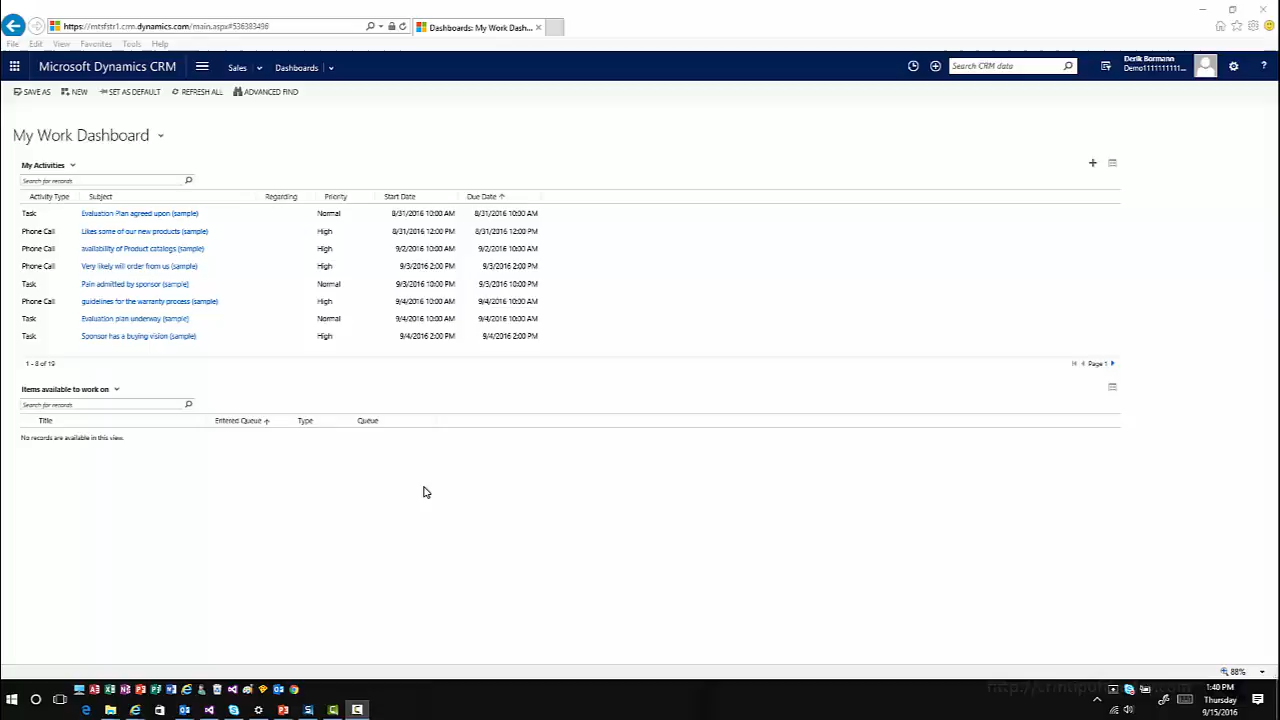 https://mtsfstr1.crm.dynamics.com/main.aspx#536383496
Dashboards: My Work Dash...
File Edit View Favorites Tools Help
Microsoft Dynamics CRM Sales Dashboards Search CRM data Derik Bormann
Demo1111111111...
SAVE AS NEW SET AS DEFAULT REFRESH ALL ADVANCED FIND
My Work Dashboard
My Activities
Search for records
Activity Type Subject Regarding Priority Start Date Due Date
Task Evaluation Plan agreed upon (sample) Normal 8/31/2016 10:00 AM 8/31/2016 10:00 AM
Phone Call Likes some of our new products (sample) High 8/31/2016 12:00 PM 8/31/2016 12:00 PM
Phone Call availability of Product catalogs (sample) High 9/2/2016 10:00 AM 9/2/2016 10:00 AM
Phone Call Very likely will order from us (sample) High 9/3/2016 2:00 PM 9/3/2016 2:00 PM
Task Pain admitted by sponsor (sample) Normal 9/3/2016 10:00 PM 9/3/2016 10:00 PM
Phone Call guidelines for the warranty process (sample) High 9/4/2016 10:00 AM 9/4/2016 10:00 AM
Task Evaluation plan underway (sample) Normal 9/4/2016 10:00 AM 9/4/2016 10:00 AM
Task Sponsor has a buying vision (sample) High 9/4/2016 2:00 PM 9/4/2016 2:00 PM
1 - 8 of 19 Page 1
Items available to work on
Search for records
Title Entered Queue Type Queue
No records are available in this view.
88%
1:40 PM
Thursday
9/15/2016